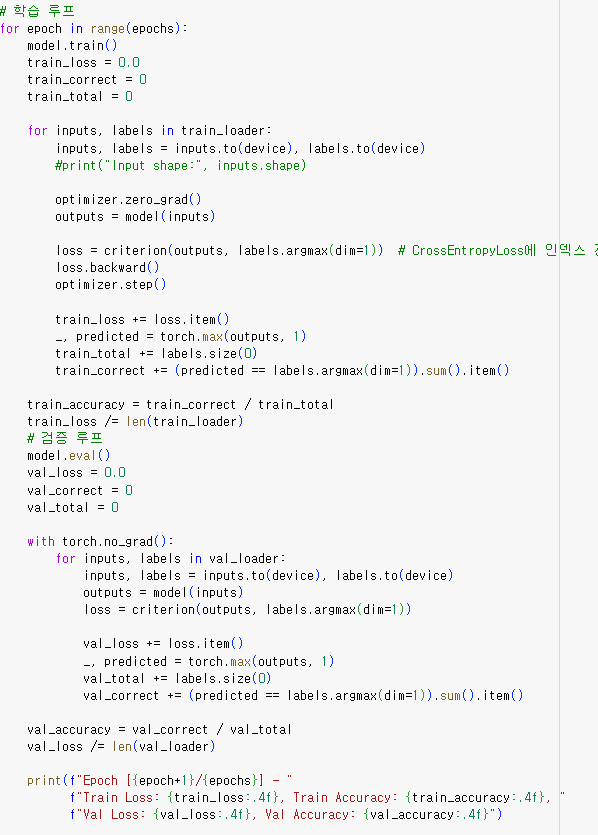 # 학습 루프
for epoch in range(epochs):
    model.train()
    train_loss = 0.0
    train_correct = 0
    train_total = 0

    for inputs, labels in train_loader:
        inputs, labels = inputs.to(device), labels.to(device)
        #print("Input shape:", inputs.shape)

        optimizer.zero_grad()
        outputs = model(inputs)

        loss = criterion(outputs, labels.argmax(dim=1))  # CrossEntropyLoss에 인덱스
        loss.backward()
        optimizer.step()

        train_loss += loss.item()
        _, predicted = torch.max(outputs, 1)
        train_total += labels.size(0)
        train_correct += (predicted == labels.argmax(dim=1)).sum().item()

    train_accuracy = train_correct / train_total
    train_loss /= len(train_loader)
    # 검증 루프
    model.eval()
    val_loss = 0.0
    val_correct = 0
    val_total = 0

    with torch.no_grad():
        for inputs, labels in val_loader:
            inputs, labels = inputs.to(device), labels.to(device)
            outputs = model(inputs)
            loss = criterion(outputs, labels.argmax(dim=1))

            val_loss += loss.item()
            _, predicted = torch.max(outputs, 1)
            val_total += labels.size(0)
            val_correct += (predicted == labels.argmax(dim=1)).sum().item()

    val_accuracy = val_correct / val_total
    val_loss /= len(val_loader)

    print(f"Epoch [{epoch+1}/{epochs}] - "
          f"Train Loss: {train_loss:.4f}, Train Accuracy: {train_accuracy:.4f}, "
          f"Val Loss: {val_loss:.4f}, Val Accuracy: {val_accuracy:.4f}")